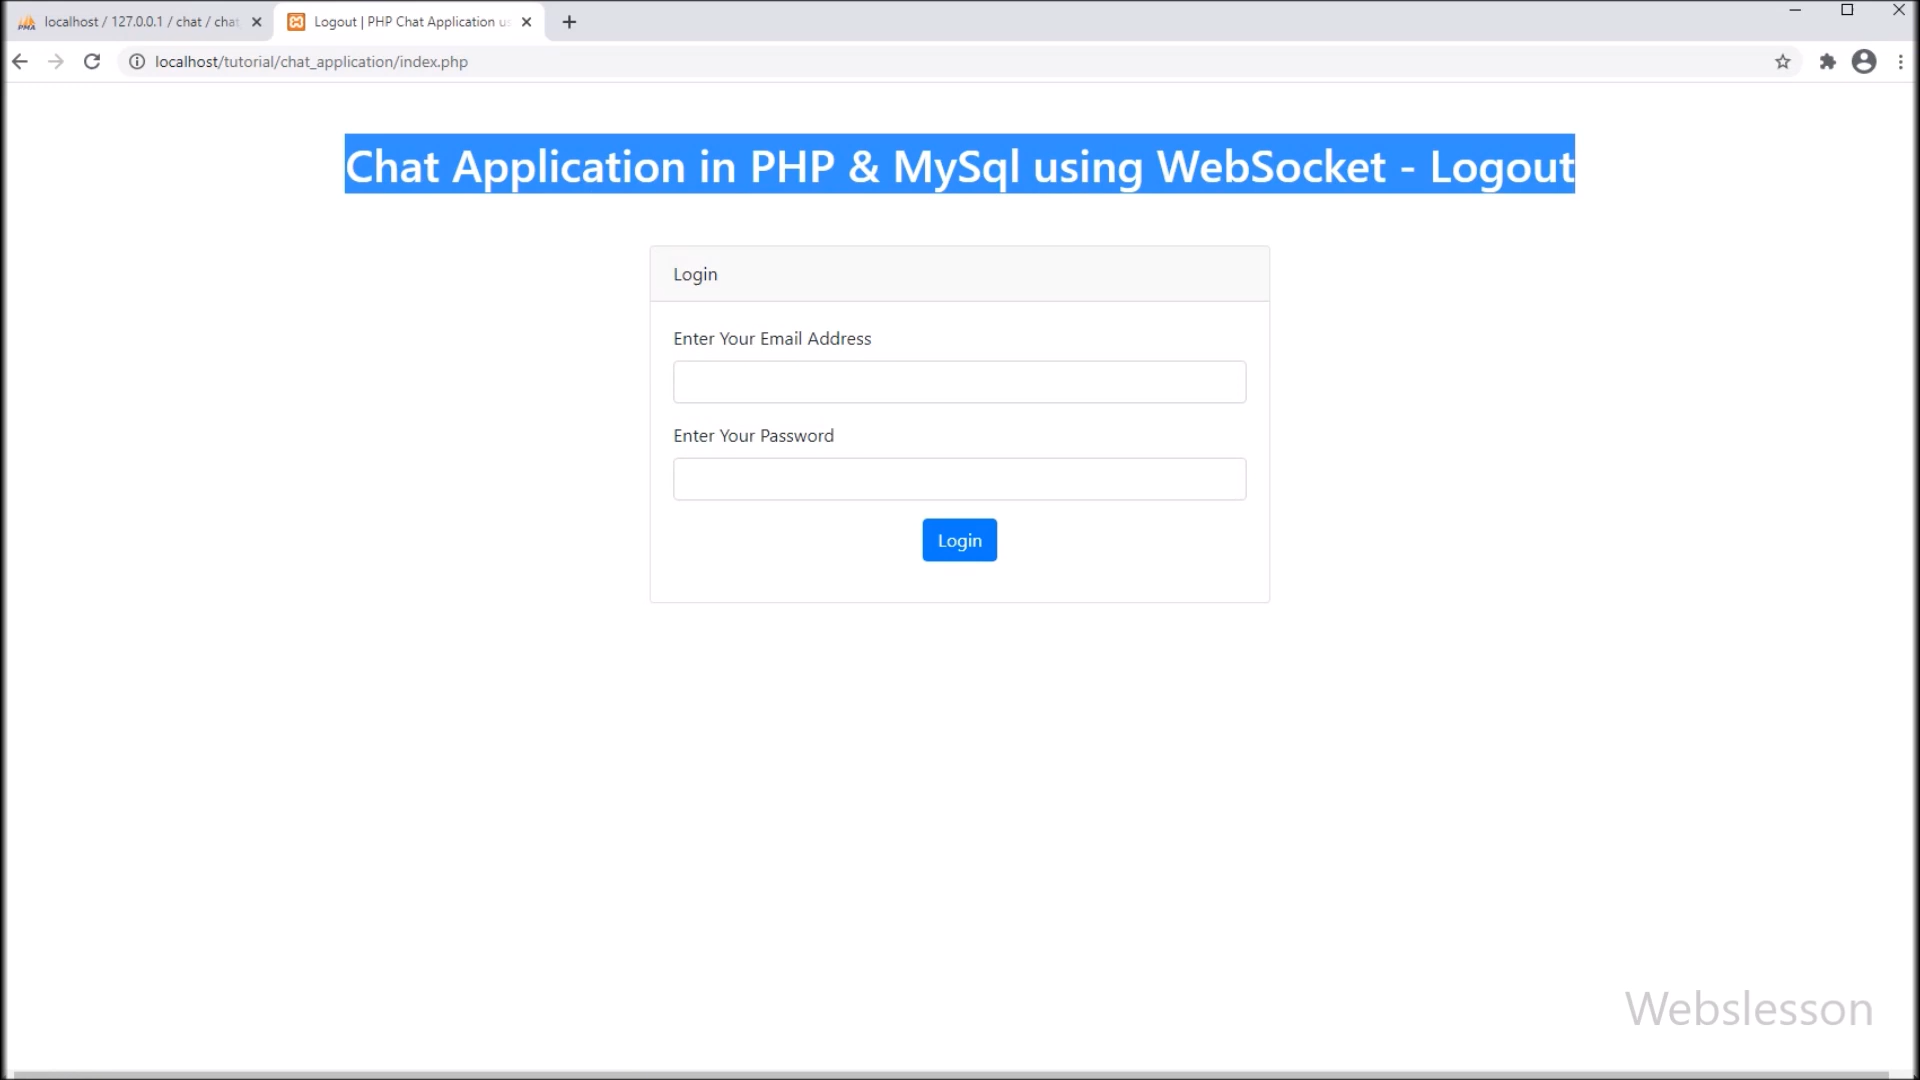 localhost / 127.0.0.1 / chat / chat
Logout | PHP Chat Application us
localhost/tutorial/chat_application/index.php
Chat Application in PHP & MySql using WebSocket - Logout
Login
Enter Your Email Address
Enter Your Password
Login
Webslesson